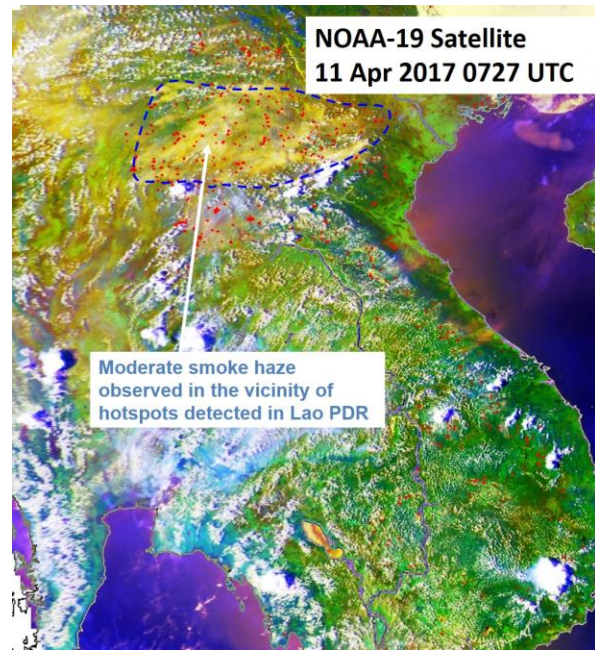 NOAA-19 Satellite
11 Apr 2017 0727 UTC
Moderate smoke haze
observed in the vicinity of
hotspots detected in Lao PDR